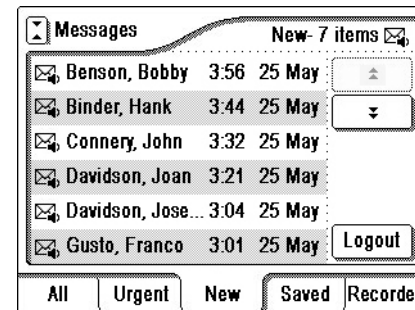 Messages New- 7 items
Benson, Bobby 3:56 25 May
Binder, Hank 3:44 25 May
Connery, John 3:32 25 May
Davidson, Joan 3:21 25 May
Davidson, Jose... 3:04 25 May
Gusto, Franco 3:01 25 May
Logout
All Urgent New Saved Recorde